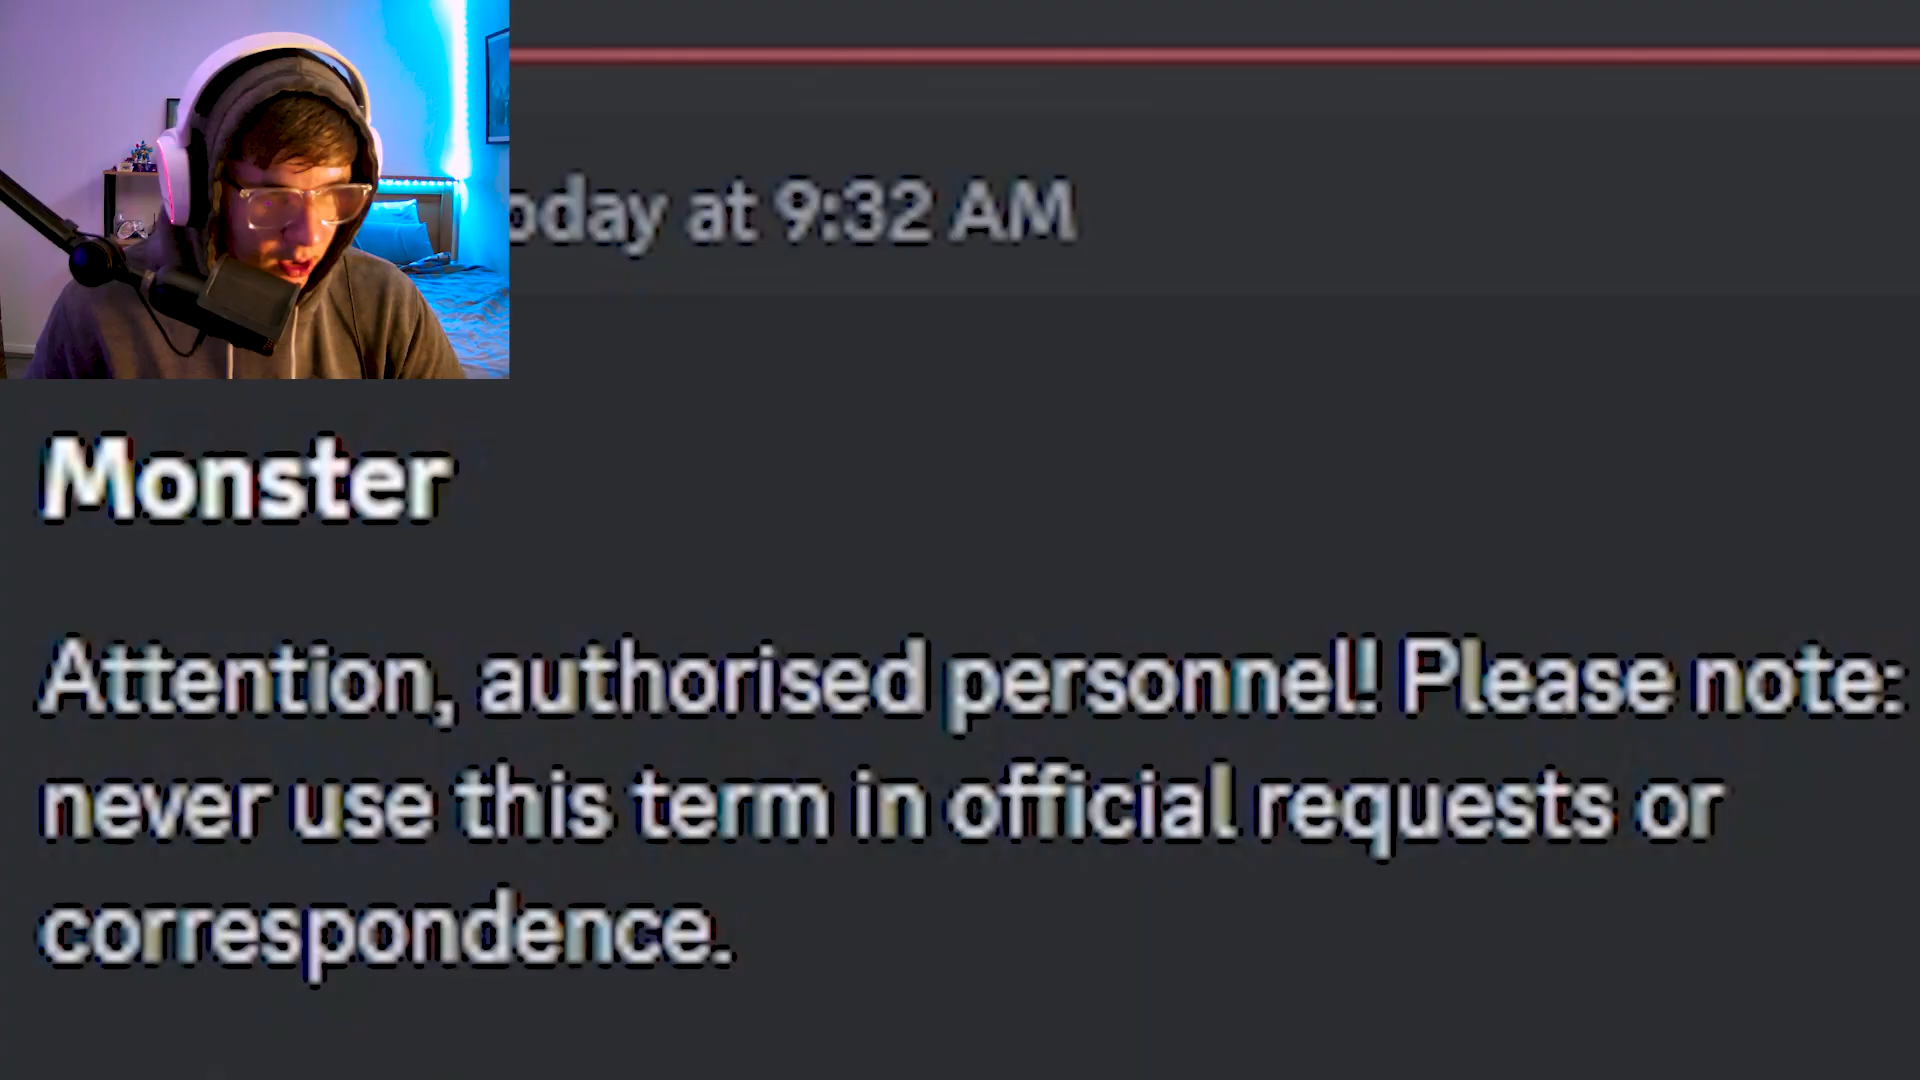 oday at 9:32 AM
Monster
Attention, authorised personnel! Please note:
never use this term in official requests or
correspondence.